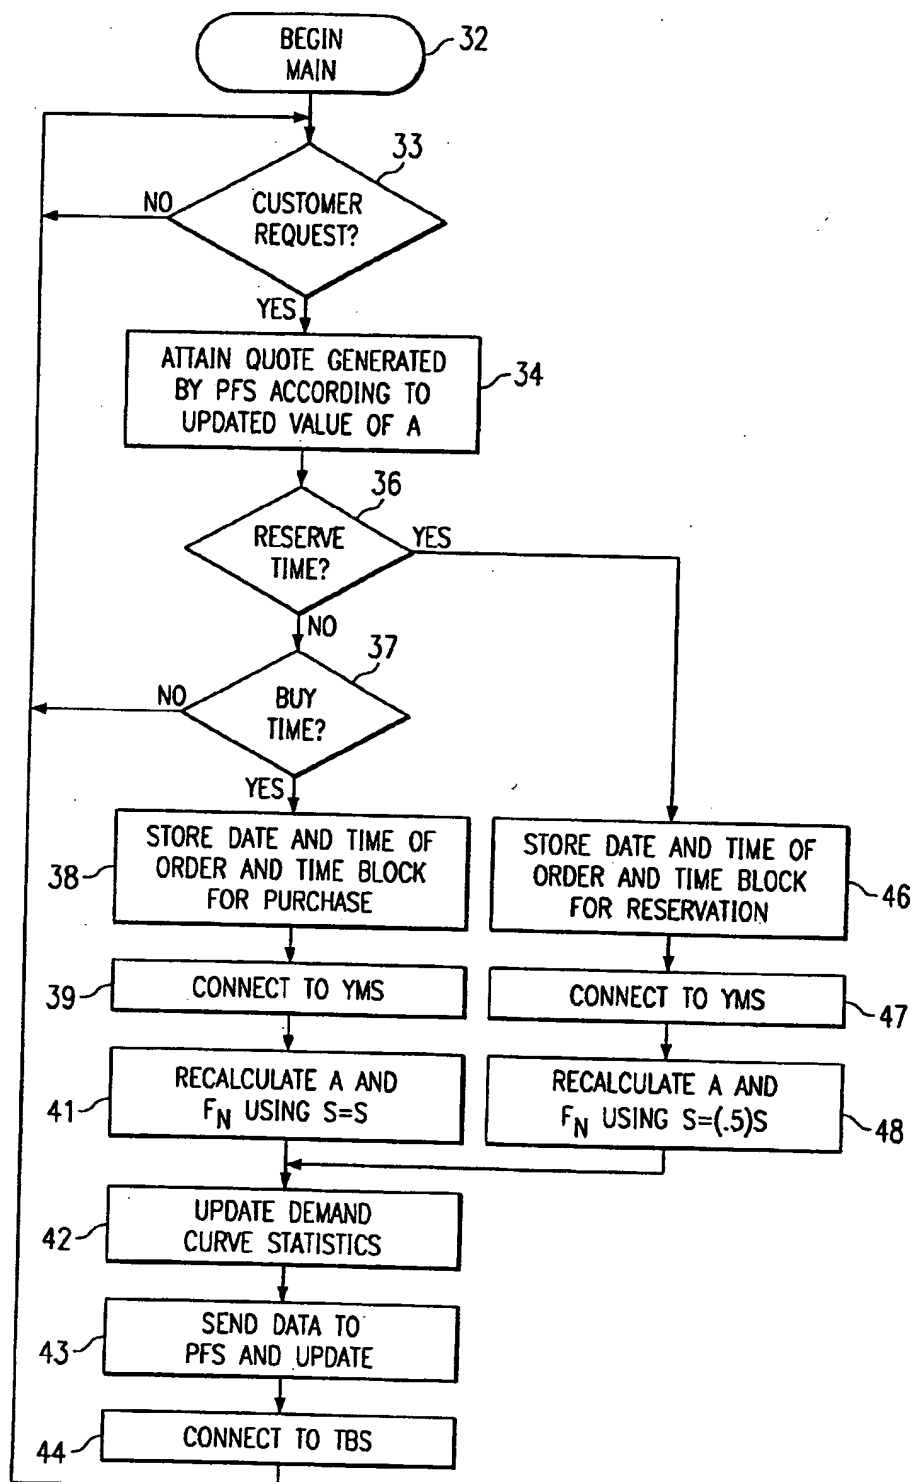 BEGIN
MAIN
32
33
CUSTOMER
REQUEST?
NO
YES
ATTAIN QUOTE GENERATED
BY PFS ACCORDING TO
UPDATED VALUE OF A
34
36
RESERVE
TIME?
YES
NO
37
BUY
TIME?
NO
YES
STORE DATE AND TIME OF
ORDER AND TIME BLOCK
FOR PURCHASE
38
STORE DATE AND TIME OF
ORDER AND TIME BLOCK
FOR RESERVATION
46
CONNECT TO YMS
39
CONNECT TO YMS
47
RECALCULATE A AND
FN USING S=S
41
RECALCULATE A AND
FN USING S=(.5)S
48
UPDATE DEMAND
CURVE STATISTICS
42
SEND DATA TO
PFS AND UPDATE
43
CONNECT TO TBS
44